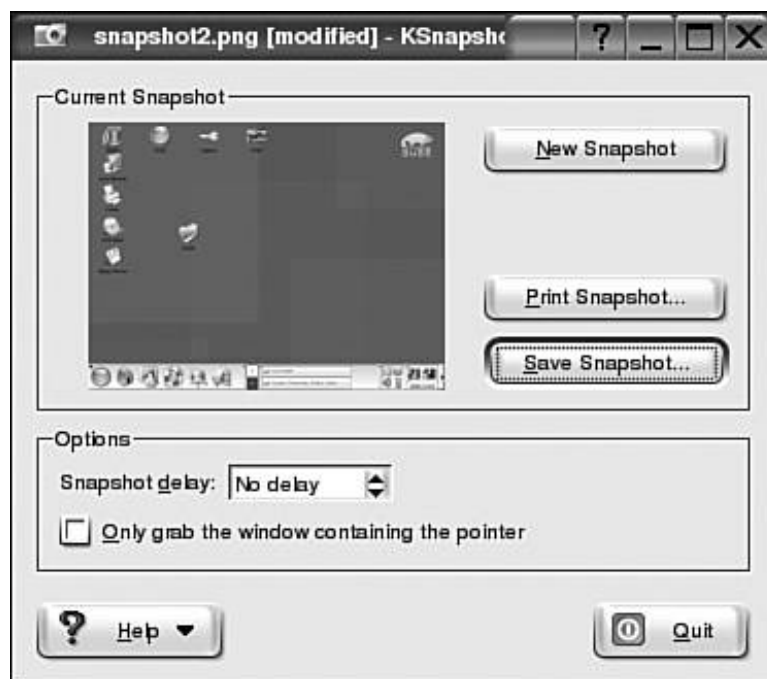 snapshot2.png [modified] - KSnapsh
Current Snapshot
New Snapshot
Print Snapshot...
Save Snapshot...
Options
Snapshot delay: No delay
Only grab the window containing the pointer
Help
Quit